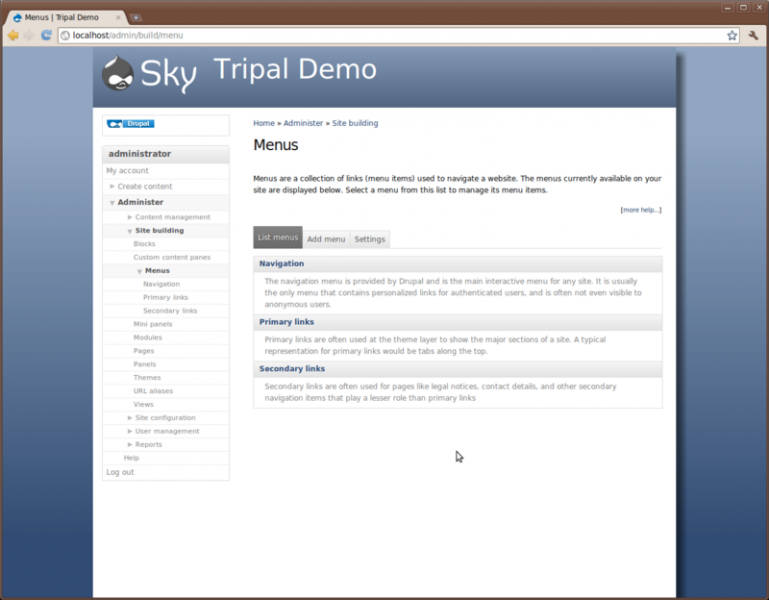 Menus | Tripal Demo
localhost/admin/build/menu
Sky Tripal Demo
Drupal
administrator
My account
Create content
Administer
Content management
Site building
Blocks
Custom content panes
Menus
Navigation
Primary links
Secondary links
Mini panels
Modules
Pages
Panels
Themes
URL aliases
Views
Site configuration
User management
Reports
Help
Log out
Home » Administer » Site building
Menus
Menus are a collection of links (menu items) used to navigate a website. The menus currently available on your
site are displayed below. Select a menu from this list to manage its menu items.
[more help...]
List menus Add menu Settings
Navigation
The navigation menu is provided by Drupal and is the main interactive menu for any site. It is usually
the only menu that contains personalized links for authenticated users, and is often not even visible to
anonymous users.
Primary links
Primary links are often used at the theme layer to show the major sections of a site. A typical
representation for primary links would be tabs along the top.
Secondary links
Secondary links are often used for pages like legal notices, contact details, and other secondary
navigation items that play a lesser role than primary links